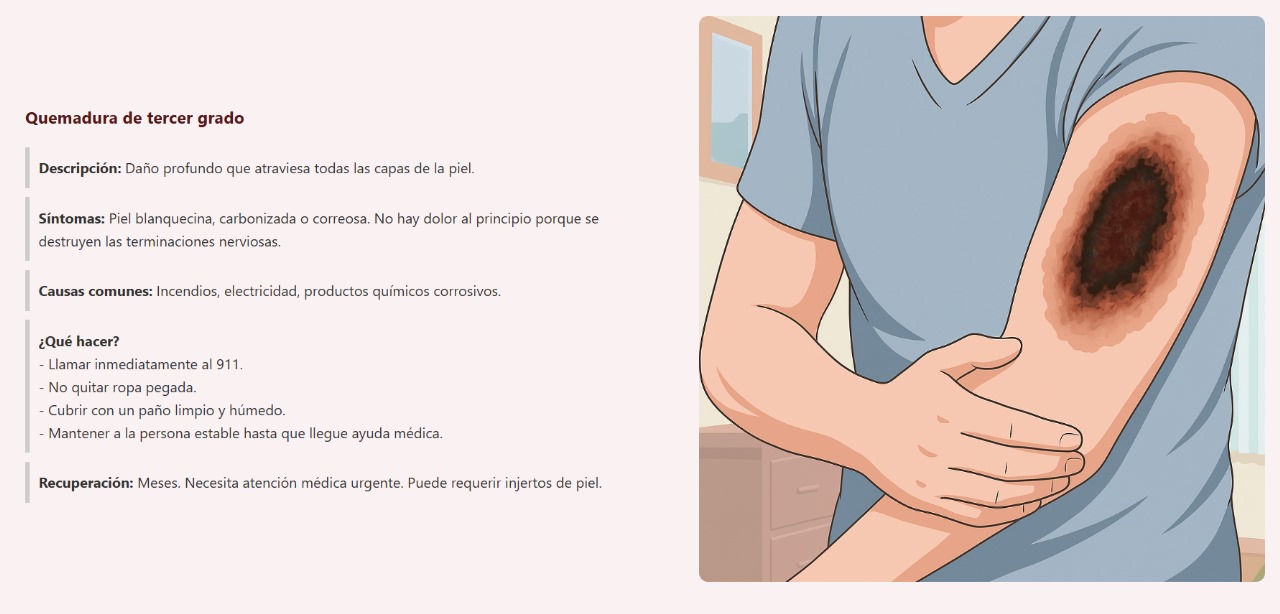 Quemadura de tercer grado
Descripción: Daño profundo que atraviesa todas las capas de la piel.
Síntomas: Piel blanquecina, carbonizada o correosa. No hay dolor al principio porque se
destruyen las terminaciones nerviosas.
Causas comunes: Incendios, electricidad, productos químicos corrosivos.
¿Qué hacer?
- Llamar inmediatamente al 911.
- No quitar ropa pegada.
- Cubrir con un paño limpio y húmedo.
- Mantener a la persona estable hasta que llegue ayuda médica.
Recuperación: Meses. Necesita atención médica urgente. Puede requerir injertos de piel.